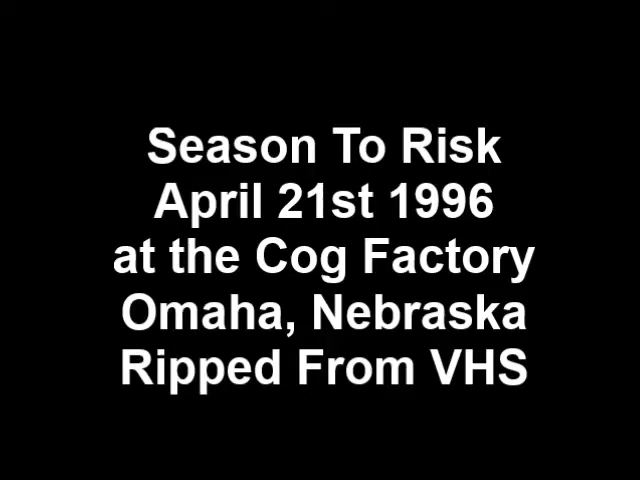 Season To Risk
April 21st 1996
at the Cog Factory
Omaha, Nebraska
Ripped From VHS